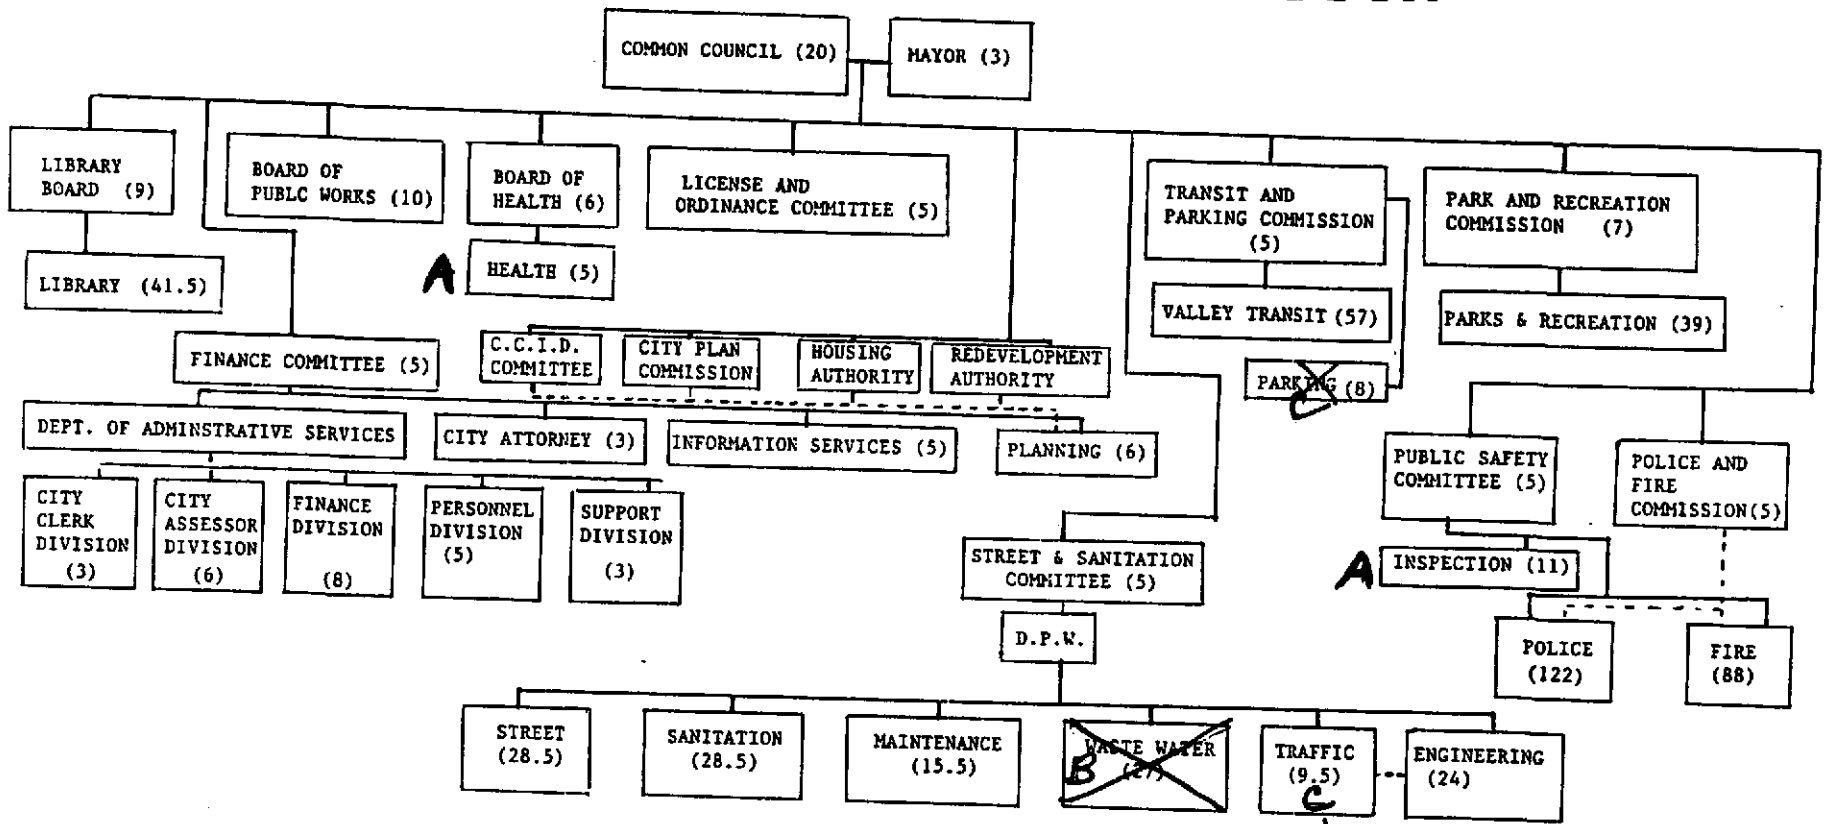 COMMON COUNCIL (20)
MAYOR (3)
LIBRARY
BOARD (9)
BOARD OF
PUBLC WORKS (10)
BOARD OF
HEALTH (6)
LICENSE AND
ORDINANCE COMMITTEE (5)
TRANSIT AND
PARKING COMMISSION
(5)
PARK AND RECREATION
COMMISSION (7)
LIBRARY (41.5)
A
HEALTH (5)
VALLEY TRANSIT (57)
PARKS & RECREATION (39)
FINANCE COMMITTEE (5)
C.C.I.D.
COMMITTEE
CITY PLAN
COMMISSION
HOUSING
AUTHORITY
REDEVELOPMENT
AUTHORITY
PARKING (8)
C
DEPT. OF ADMINSTRATIVE SERVICES
CITY ATTORNEY (3)
INFORMATION SERVICES (5)
PLANNING (6)
PUBLIC SAFETY
COMMITTEE (5)
POLICE AND
FIRE
COMMISSION(5)
CITY
CLERK
DIVISION
(3)
CITY
ASSESSOR
DIVISION
(6)
FINANCE
DIVISION
(8)
PERSONNEL
DIVISION
(5)
SUPPORT
DIVISION
(3)
STREET & SANITATION
COMMITTEE (5)
A
INSPECTION (11)
D.P.W.
POLICE
(122)
FIRE
(88)
STREET
(28.5)
SANITATION
(28.5)
MAINTENANCE
(15.5)
WASTE WATER
B
(27)
TRAFFIC
(9.5)
C
ENGINEERING
(24)